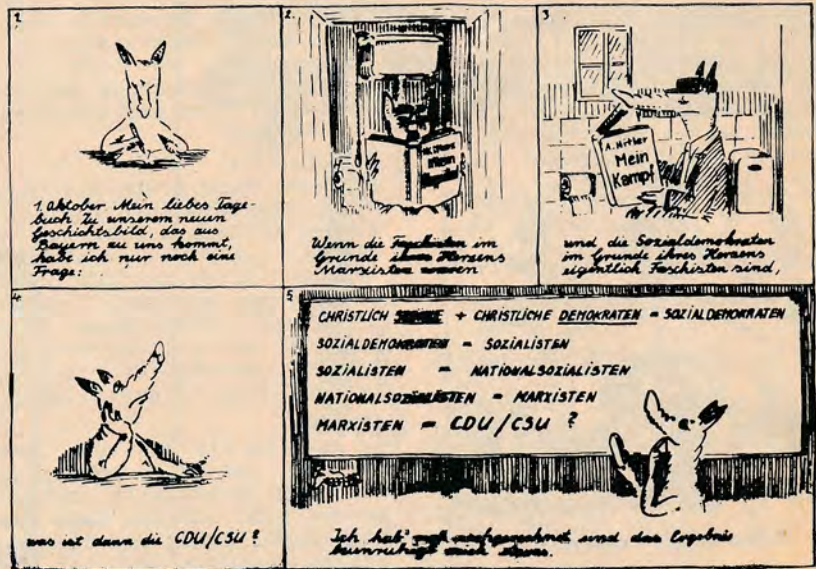 1.
1. Oktober Mein liebes Tage-
buch Zu unserem neuen
Geschichtsbild, das aus
Bayern zu uns kommt,
habe ich nur noch eine
Frage:
2.
Mein
Kampf
Wenn die Faschisten im
Grunde ihres Herzens
Marxisten waren
3
A. Hitler
Mein
Kampf
und die Sozialdemokraten
im Grunde ihres Herzens
eigentlich Faschisten sind,
4
was ist dann die CDU/CSU?
5
CHRISTLICH SOZIALE + CHRISTLICHE DEMOKRATEN = SOZIALDEMOKRATEN
SOZIALDEMOKRATEN = SOZIALISTEN
SOZIALISTEN = NATIONALSOZIALISTEN
NATIONALSOZIALISTEN = MARXISTEN
MARXISTEN = CDU/CSU?
Ich hab's nachgerechnet und das Ergebnis
beunruhigt mich etwas.